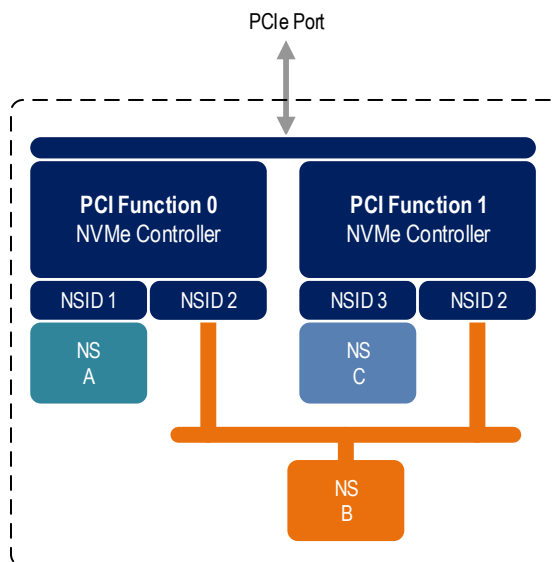 PCIe Port
PCI Function 0
NVMe Controller
PCI Function 1
NVMe Controller
NSID 1
NSID 2
NSID 3
NSID 2
NS
A
NS
C
NS
B